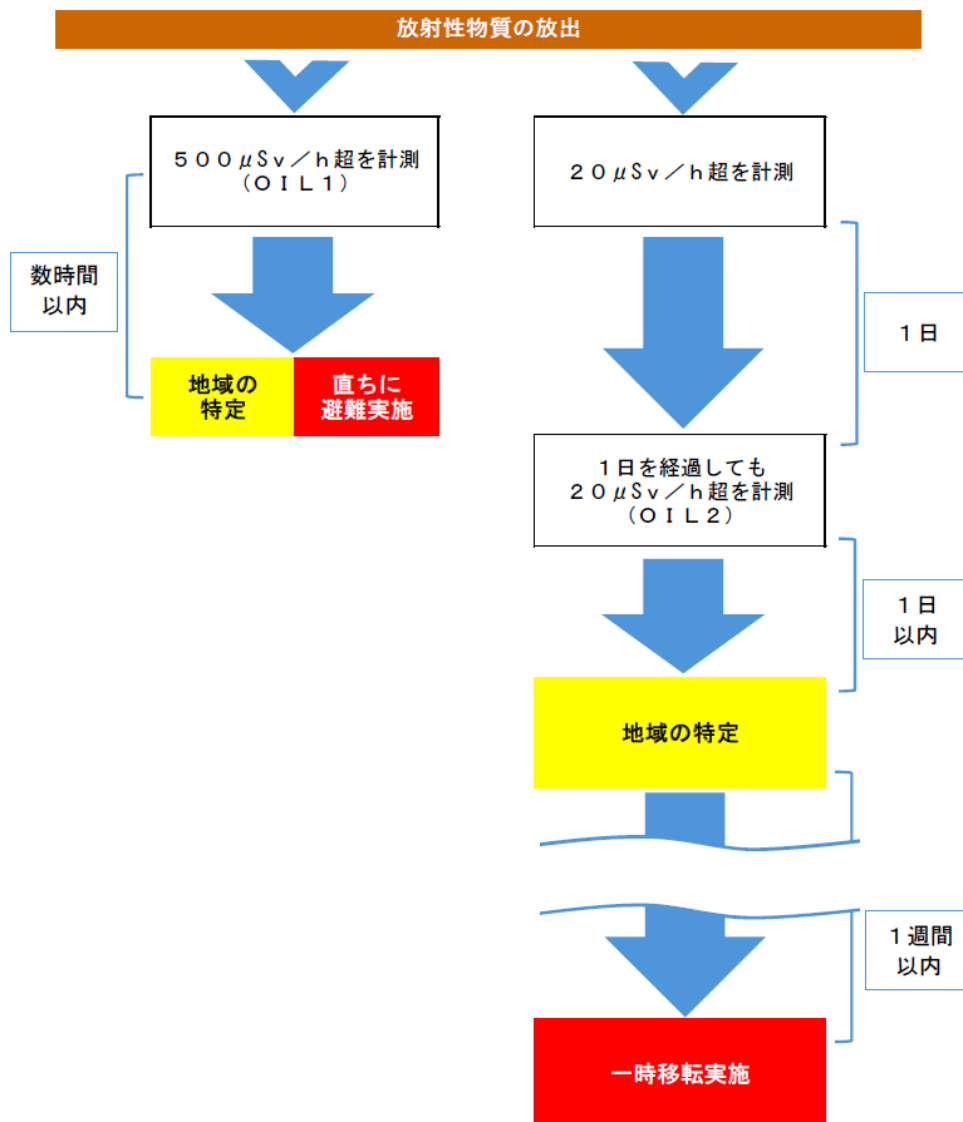 放射性物質の放出
５００μＳｖ／ｈ超を計測
（ＯＩＬ１）
数時間
以内
地域の
特定
直ちに
避難実施
２０μＳｖ／ｈ超を計測
１日
１日を経過しても
２０μＳｖ／ｈ超を計測
（ＯＩＬ２）
１日
以内
地域の特定
１週間
以内
一時移転実施